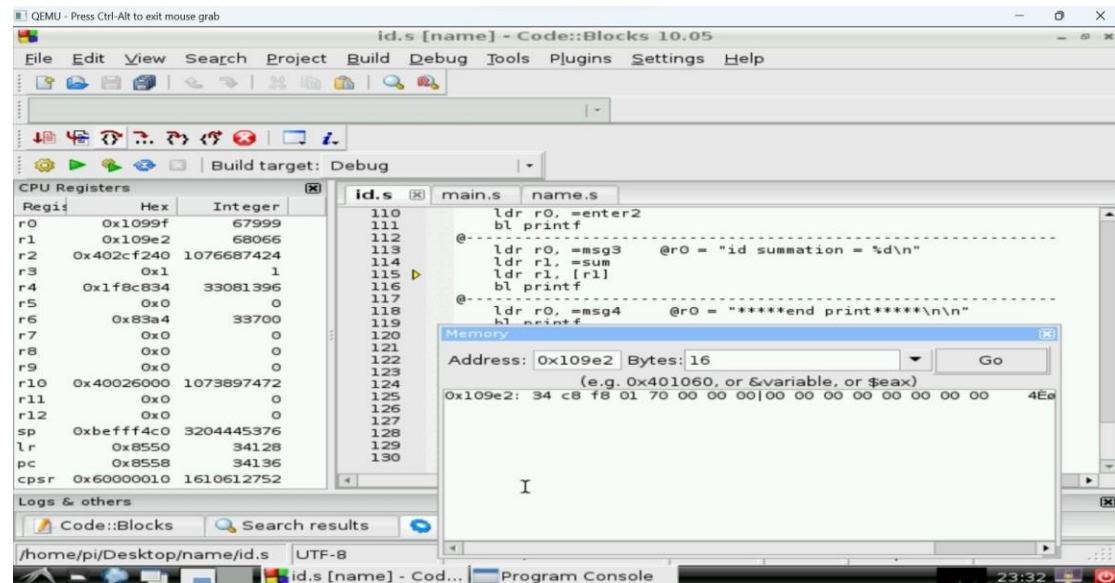 QEMU - Press Ctrl-Alt to exit mouse grab
id.s [name] - Code::Blocks 10.05
File Edit View Search Project Build Debug Tools Plugins Settings Help
Build target: Debug
CPU Registers
Regis Hex Integer
r0 0x1099f 67999
r1 0x109e2 68066
r2 0x402cf240 1076687424
r3 0x1 1
r4 0x1f8c834 33081396
r5 0x0 0
r6 0x83a4 33700
r7 0x0 0
r8 0x0 0
r9 0x0 0
r10 0x40026000 1073897472
r11 0x0 0
r12 0x0 0
sp 0xbefff4c0 3204445376
lr 0x8550 34128
pc 0x8558 34136
cpsr 0x60000010 1610612752
id.s main.s name.s
110 ldr r0, =enter2
111 bl printf
112 @------------------------------------------------------------
113 ldr r0, =msg3 @r0 = "id summation = %d\n"
114 ldr r1, =sum
115 ldr r1, [r1]
116 bl printf
117 @------------------------------------------------------------
118 ldr r0, =msg4 @r0 = "*****end print*****\n\n"
119 bl printf
120
121
122
123
124
125
126
127
128
129
130
Memory
Address: 0x109e2 Bytes: 16 Go
(e.g. 0x401060, or &variable, or $eax)
0x109e2: 34 c8 f8 01 70 00 00 00|00 00 00 00 00 00 00 00 4Èø
Logs & others
Code::Blocks Search results
/home/pi/Desktop/name/id.s UTF-8
id.s [name] - Cod... Program Console 23:32